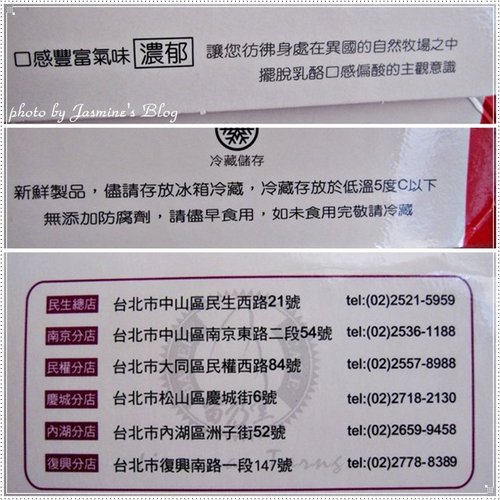 口感豐富氣味 濃郁 讓您彷彿身處在異國的自然牧場之中
擺脫乳酪口感偏酸的主觀意識
photo by Jasmine's Blog
冷藏儲存
新鮮製品，儘請存放冰箱冷藏，冷藏存放於低溫5度C以下
無添加防腐劑，請儘早食用，如未食用完敬請冷藏
民生總店 台北市中山區民生西路21號 tel:(02)2521-5959
南京分店 台北市中山區南京東路二段54號 tel:(02)2536-1188
民權分店 台北市大同區民權西路84號 tel:(02)2557-8988
慶城分店 台北市松山區慶城街6號 tel:(02)2718-2130
內湖分店 台北市內湖區洲子街52號 tel:(02)2659-9458
復興分店 台北市復興南路一段147號 tel:(02)2778-8389